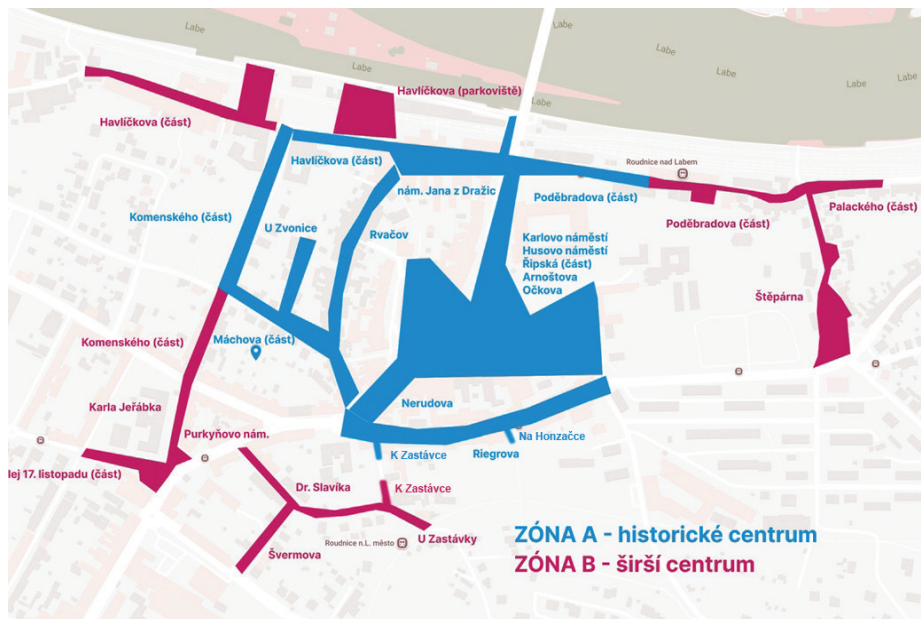 Labe
Labe
Labe
Labe
Labe
Labe
Havlíčkova (parkoviště)
Havlíčkova (část)
Havlíčkova (část)
Roudnice nad Labem
nám. Jana z Dražic
Poděbradova (část)
Palackého (část)
Komenského (část)
U Zvonice
Rvačov
Poděbradova (část)
Karlovo náměstí
Husovo náměstí
Řipská (část)
Arnoštova
Očkova
Štěpárna
Máchova (část)
Komenského (část)
Karla Jeřábka
Nerudova
Purkyňovo nám.
Na Honzačce
Riegrova
K Zastávce
lej 17. listopadu (část)
Dr. Slavíka
K Zastávce
U Zastávky
Roudnice n.L. město
Švermova
ZÓNA A - historické centrum
ZÓNA B - širší centrum